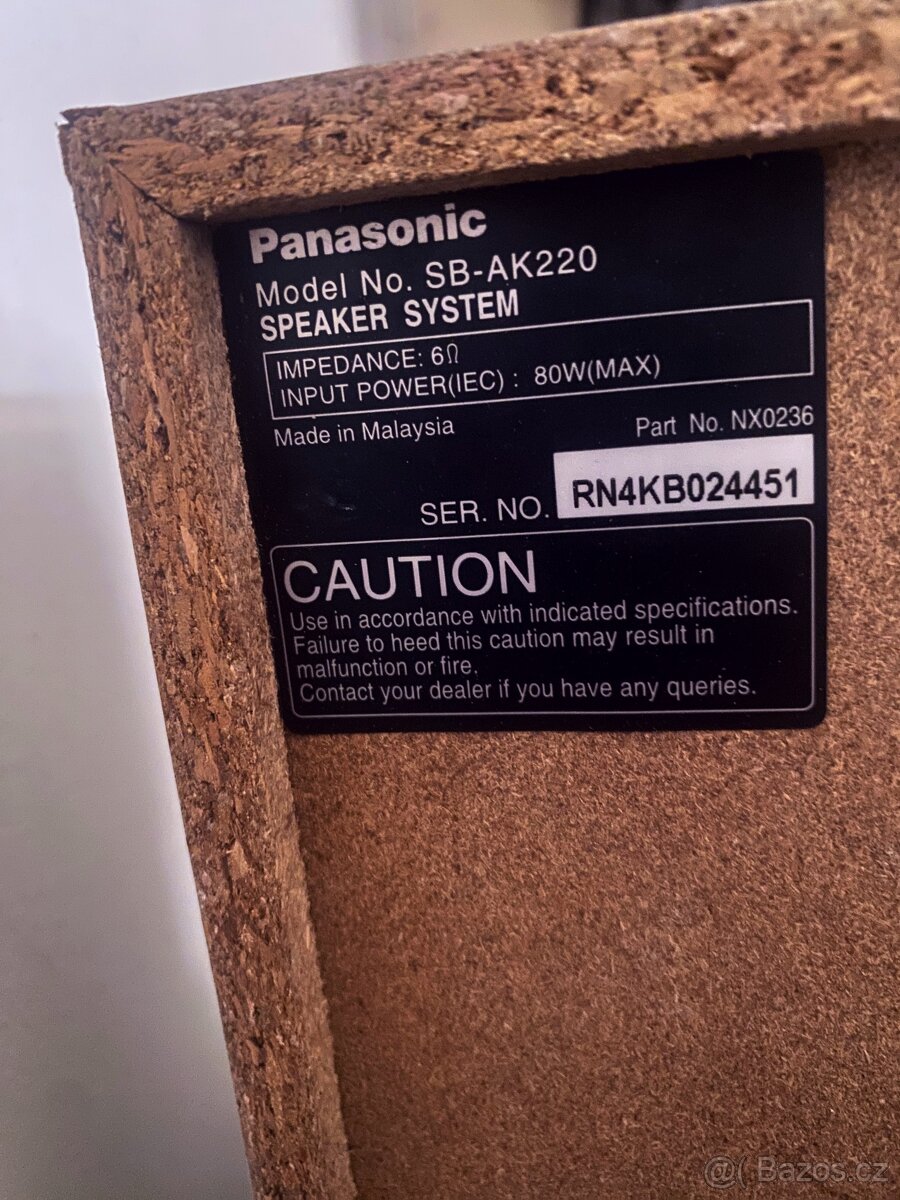 Panasonic
Model No. SB-AK220
SPEAKER SYSTEM
IMPEDANCE: 6Ω
INPUT POWER(IEC) : 80W(MAX)
Made in Malaysia
Part No. NX0236
SER. NO. RN4KB024451
CAUTION
Use in accordance with indicated specifications.
Failure to heed this caution may result in
malfunction or fire.
Contact your dealer if you have any queries.
@( Bazos.cz